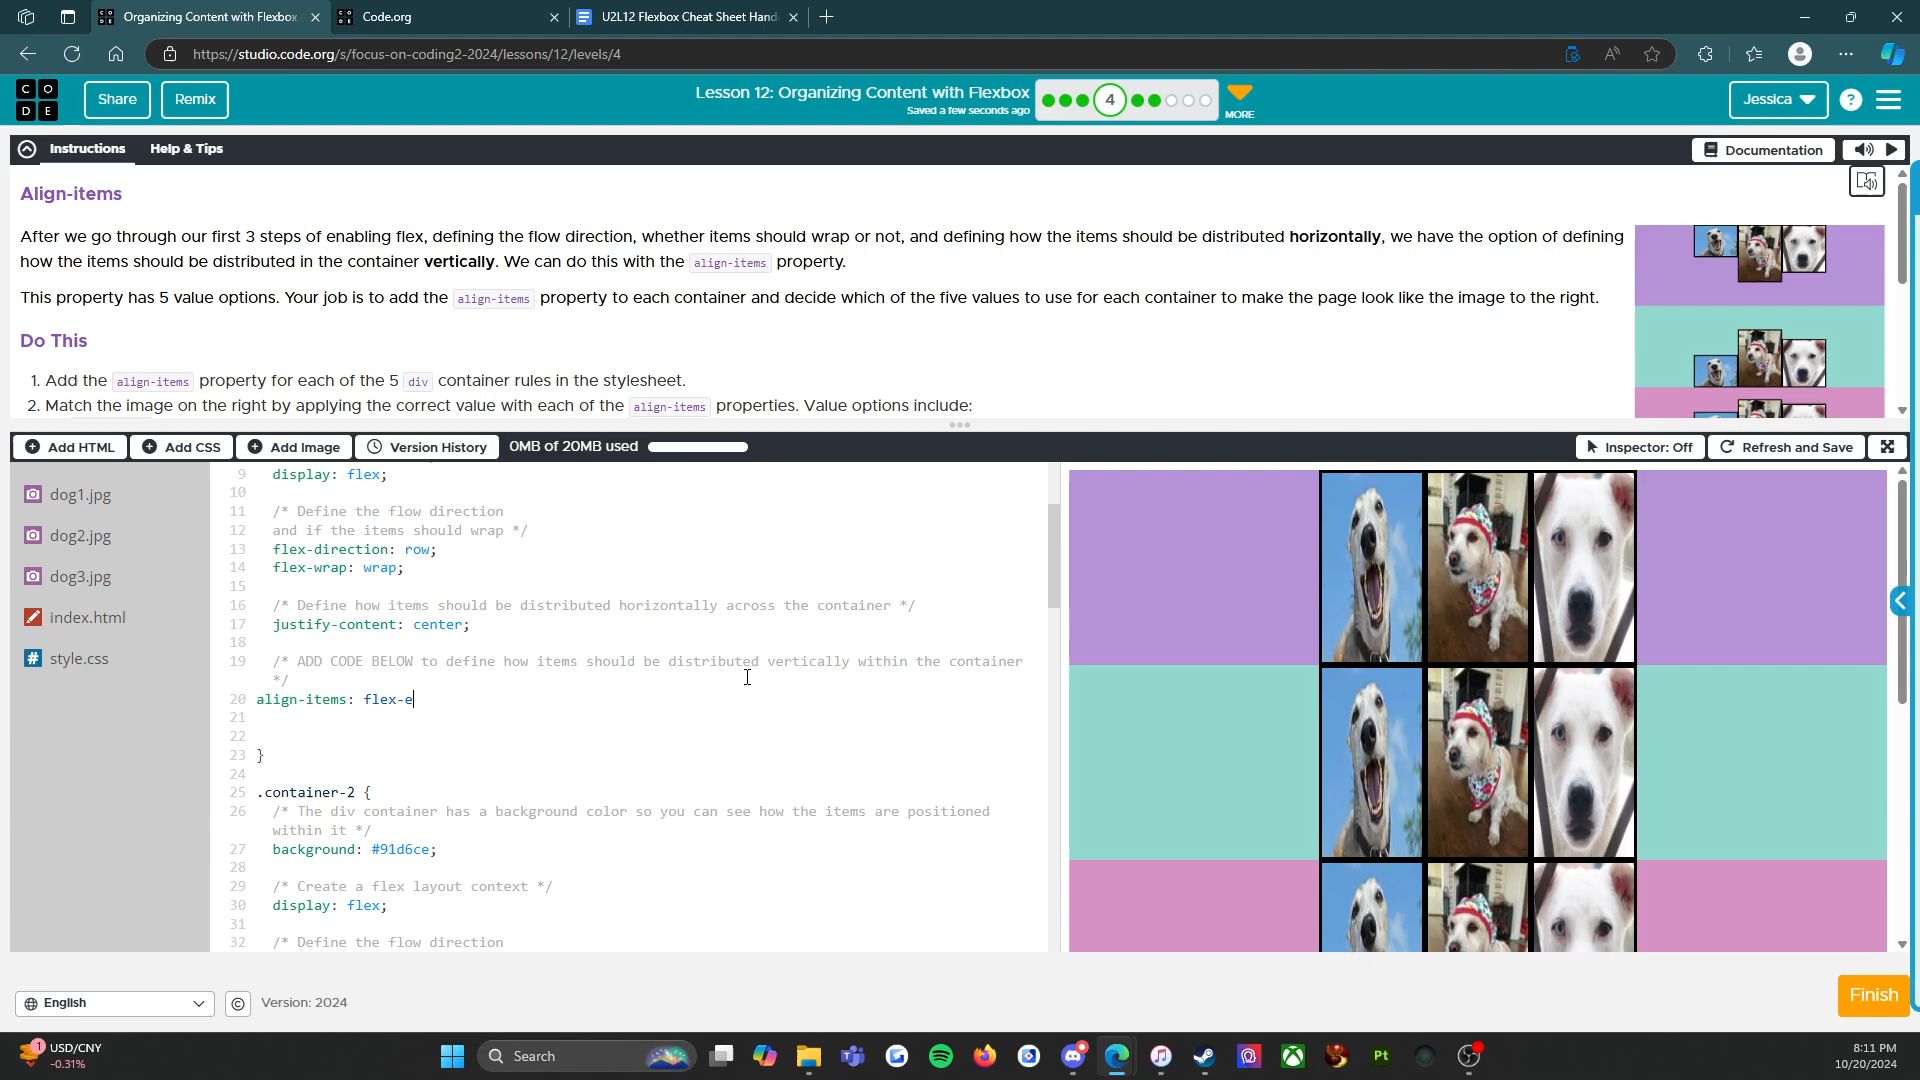 Organizing Content with Flexbox
Code.org
U2L12 Flexbox Cheat Sheet Hand
https://studio.code.org/s/focus-on-coding2-2024/lessons/12/levels/4
C O
D E
Share
Remix
Lesson 12: Organizing Content with Flexbox
Saved a few seconds ago
4
MORE
Jessica
?
Instructions
Help & Tips
Documentation
Align-items
After we go through our first 3 steps of enabling flex, defining the flow direction, whether items should wrap or not, and defining how the items should be distributed horizontally, we have the option of defining
how the items should be distributed in the container vertically. We can do this with the align-items property.
This property has 5 value options. Your job is to add the align-items property to each container and decide which of the five values to use for each container to make the page look like the image to the right.
Do This
1. Add the align-items property for each of the 5 div container rules in the stylesheet.
2. Match the image on the right by applying the correct value with each of the align-items properties. Value options include:
Add HTML
Add CSS
Add Image
Version History
0MB of 20MB used
Inspector: Off
Refresh and Save
dog1.jpg
dog2.jpg
dog3.jpg
index.html
# style.css
9 display: flex;
10
11 /* Define the flow direction
12 and if the items should wrap */
13 flex-direction: row;
14 flex-wrap: wrap;
15
16 /* Define how items should be distributed horizontally across the container */
17 justify-content: center;
18
19 /* ADD CODE BELOW to define how items should be distributed vertically within the container
*/
20 align-items: flex-e
21
22
23 }
24
25 .container-2 {
26 /* The div container has a background color so you can see how the items are positioned
within it */
27 background: #91d6ce;
28
29 /* Create a flex layout context */
30 display: flex;
31
32 /* Define the flow direction
Finish
English
©
Version: 2024
1
USD/CNY
-0.31%
Search
Pt
8:11 PM
10/20/2024